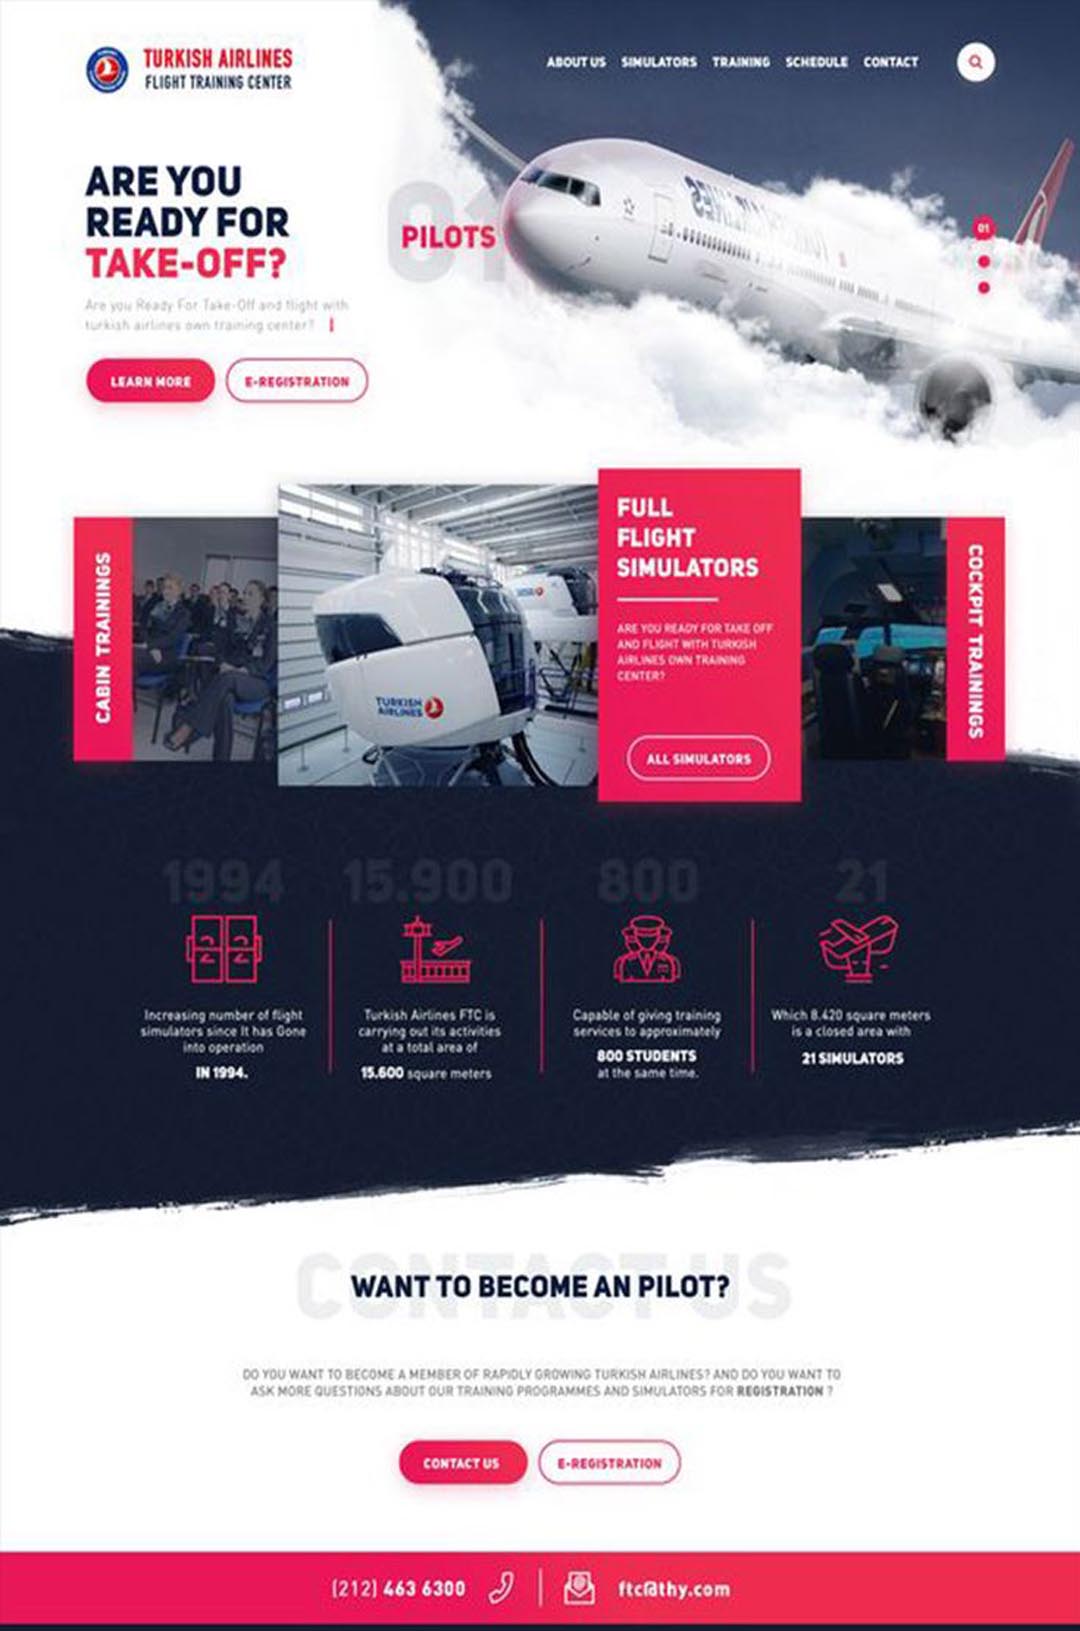 TURKISH AIRLINES
FLIGHT TRAINING CENTER
ABOUT US SIMULATORS TRAINING SCHEDULE CONTACT
ARE YOU
READY FOR
TAKE-OFF?
Are you Ready For Take-Off and flight with
turkish airlines own training center?
LEARN MORE
E-REGISTRATION
01
PILOTS
01
CABIN TRAININGS
TURKISH
AIRLINES
FULL
FLIGHT
SIMULATORS
ARE YOU READY FOR TAKE OFF
AND FLIGHT WITH TURKISH
AIRLINES OWN TRAINING
CENTER?
ALL SIMULATORS
COCKPIT TRAININGS
1994
Increasing number of flight
simulators since It has Gone
into operation
IN 1994.
15.900
Turkish Airlines FTC is
carrying out its activities
at a total area of
15.600 square meters
800
Capable of giving training
services to approximately
800 STUDENTS
at the same time.
21
Which 8.420 square meters
is a closed area with
21 SIMULATORS
CONTACT US
WANT TO BECOME AN PILOT?
DO YOU WANT TO BECOME A MEMBER OF RAPIDLY GROWING TURKISH AIRLINES? AND DO YOU WANT TO
ASK MORE QUESTIONS ABOUT OUR TRAINING PROGRAMMES AND SIMULATORS FOR REGISTRATION ?
CONTACT US
E-REGISTRATION
(212) 463 6300
ftc@thy.com